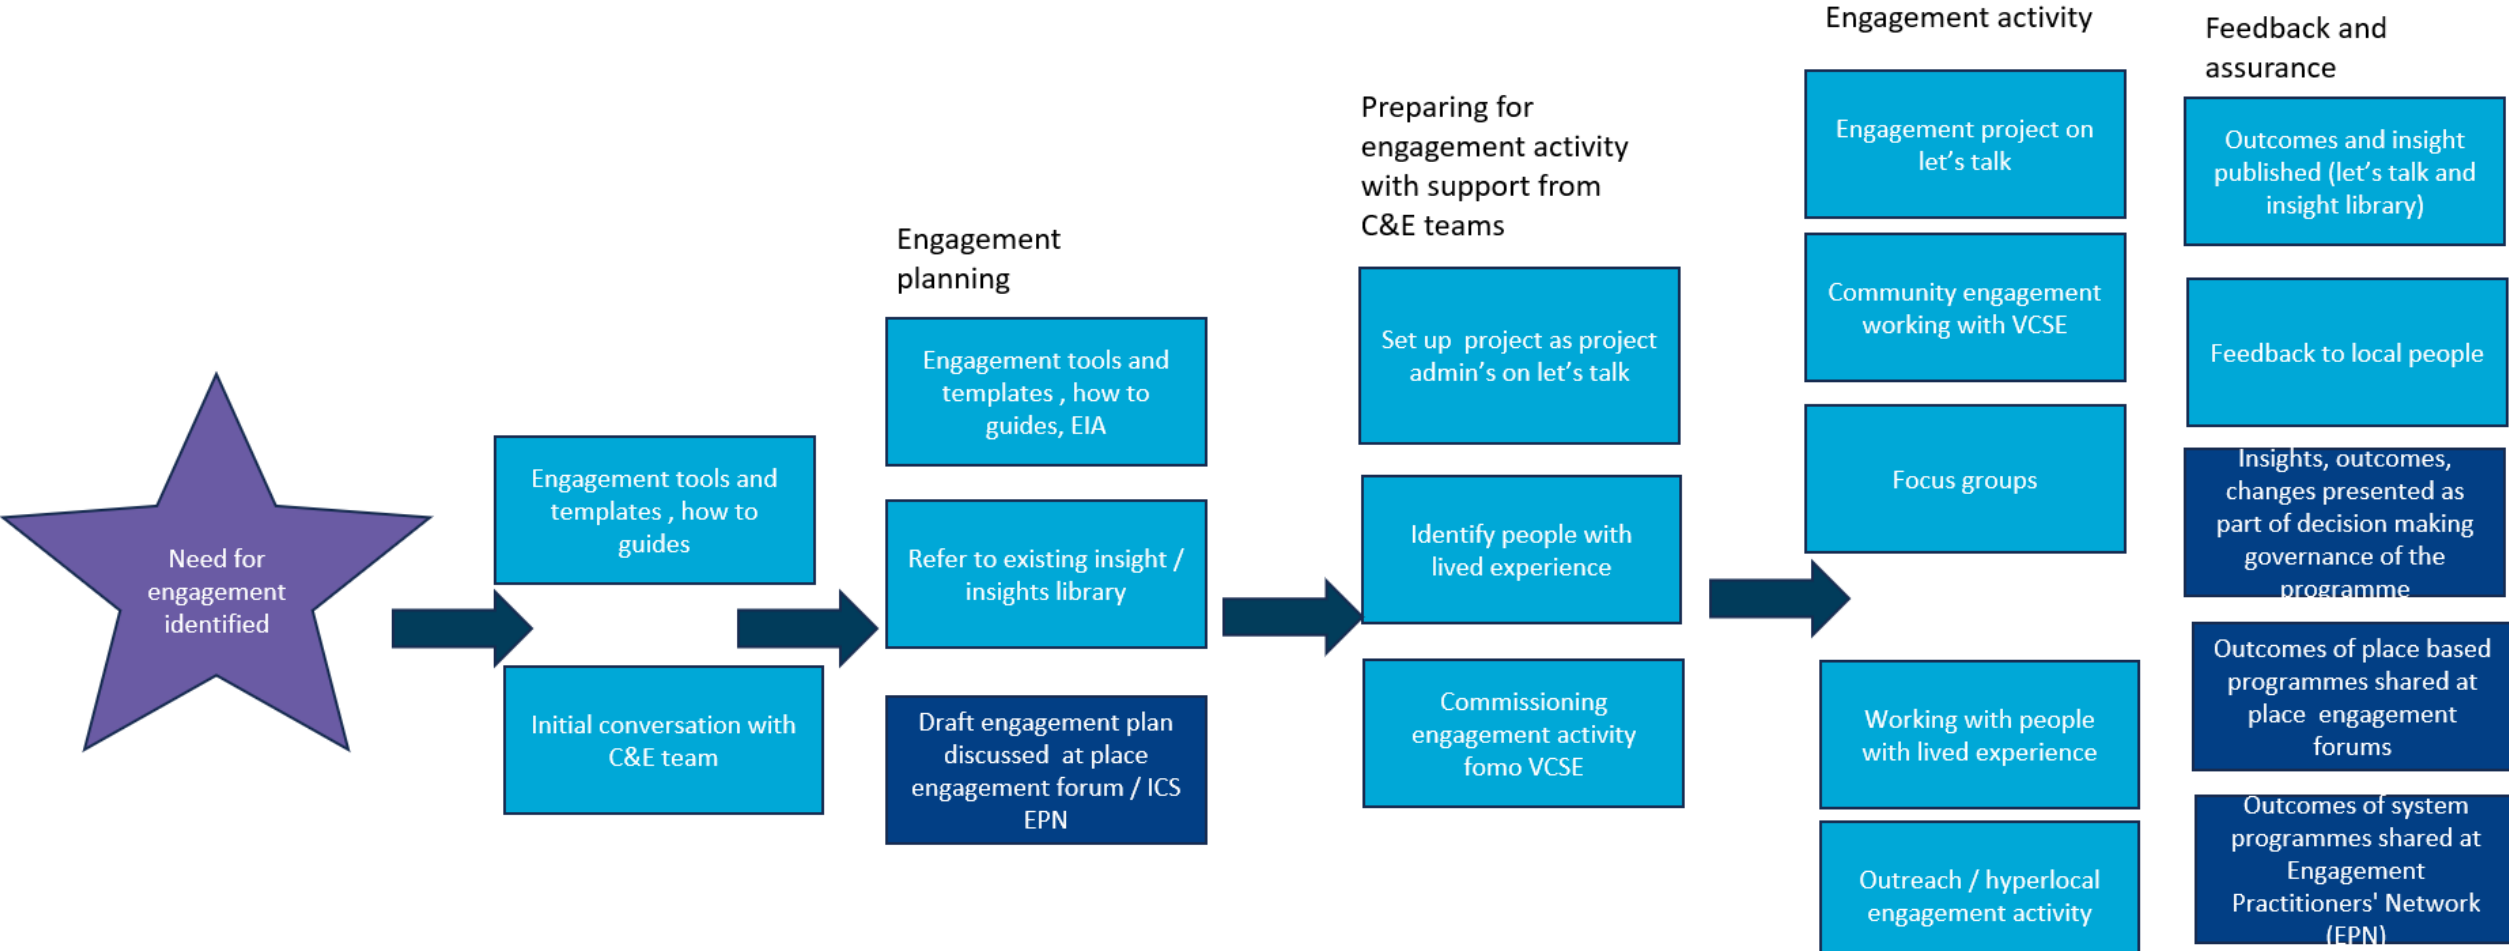 Need for
engagement
identified
Engagement tools and
templates , how to
guides
Initial conversation with
C&E team
Engagement
planning
Engagement tools and
templates , how to
guides, EIA
Refer to existing insight /
insights library
Draft engagement plan
discussed  at place
engagement forum / ICS
EPN
Preparing for
engagement activity
with support from
C&E teams
Set up  project as project
admin's on let's talk
Identify people with
lived experience
Commissioning
engagement activity
fomo VCSE
Engagement activity
Engagement project on
let's talk
Community engagement
working with VCSE
Focus groups
Working with people
with lived experience
Outreach / hyperlocal
engagement activity
Feedback and
assurance
Outcomes and insight
published (let's talk and
insight library)
Feedback to local people
Insights, outcomes,
changes presented as
part of decision making
governance of the
programme
Outcomes of place based
programmes shared at
place  engagement
forums
Outcomes of system
programmes shared at
Engagement
Practitioners' Network
(EPN)